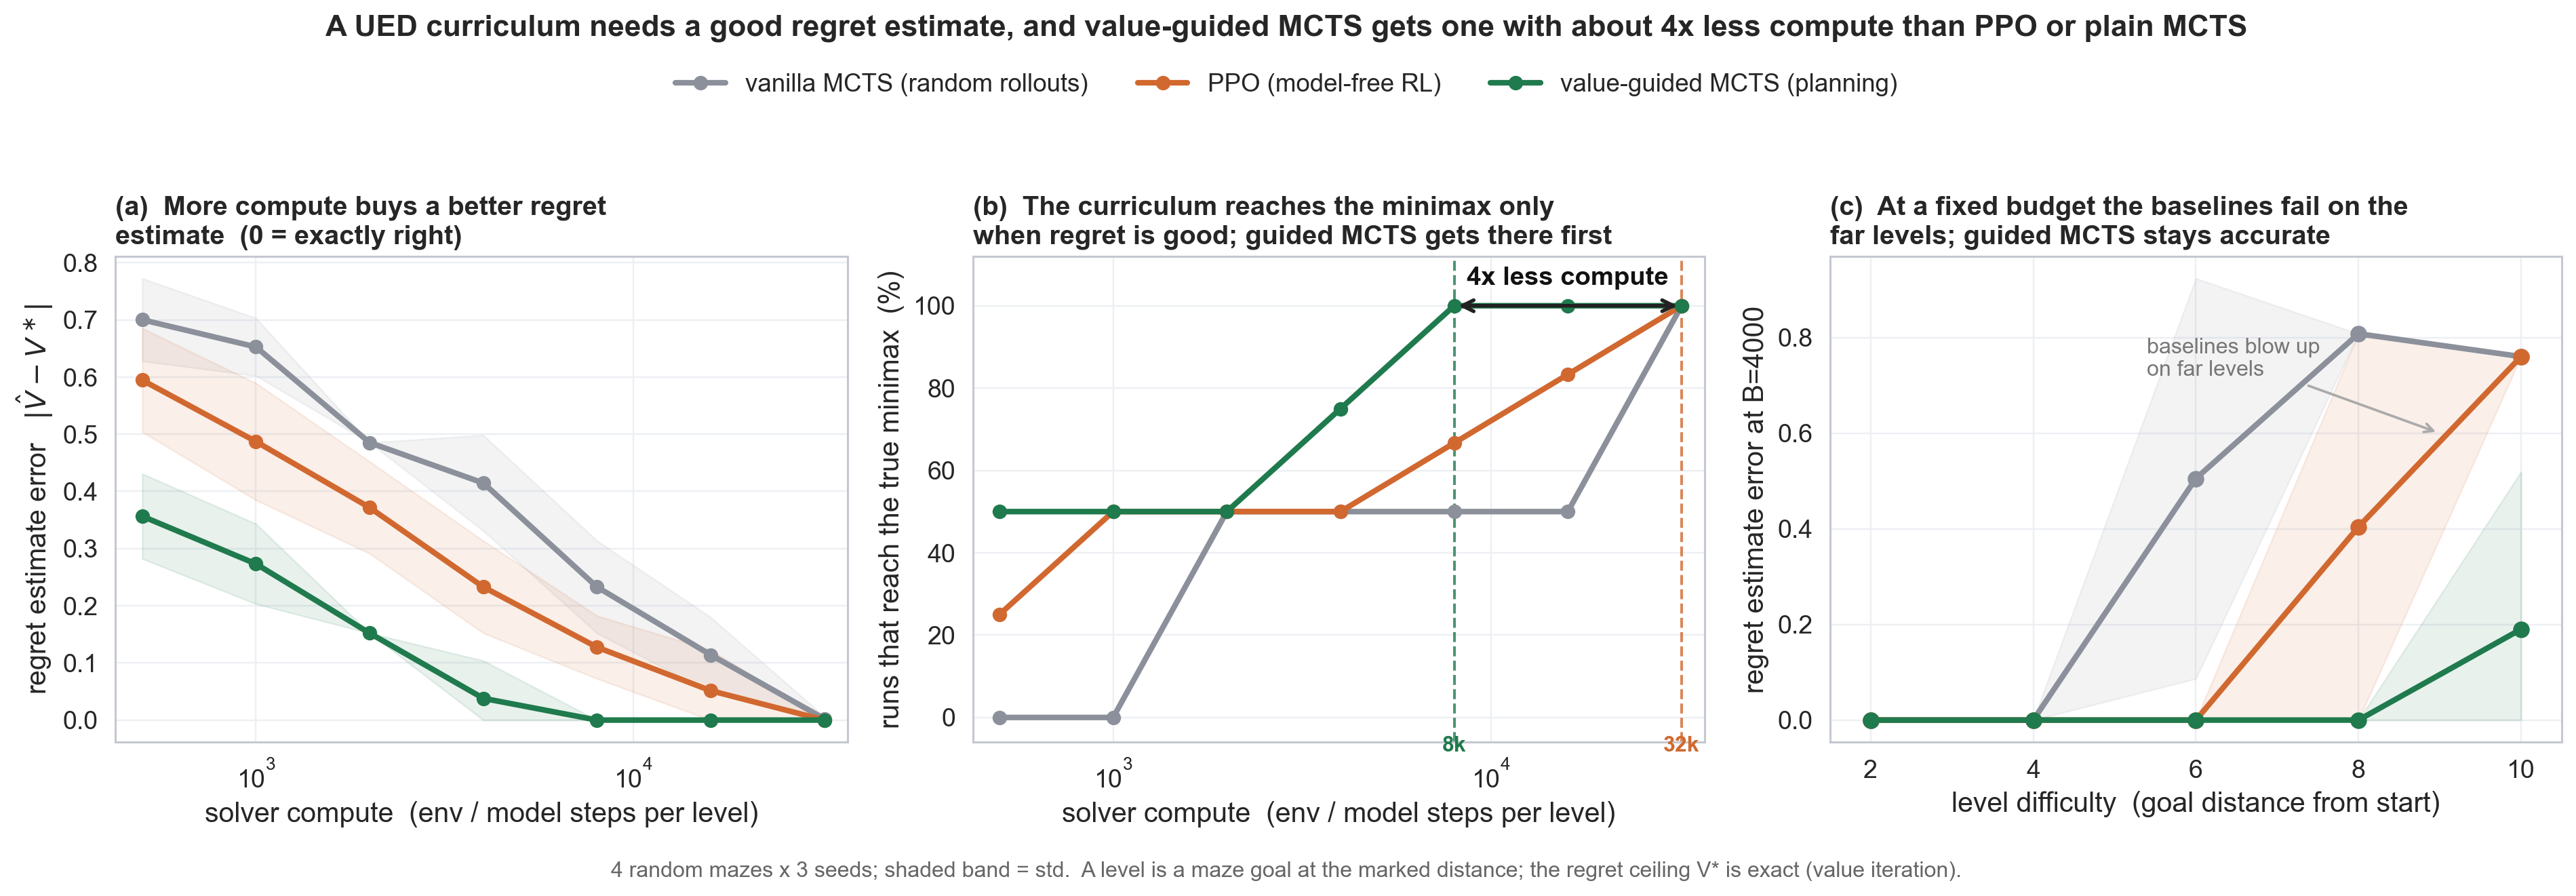 A UED curriculum needs a good regret estimate, and value-guided MCTS gets one with about 4x less compute than PPO or plain MCTS
vanilla MCTS (random rollouts)
PPO (model-free RL)
value-guided MCTS (planning)
(a)  More compute buys a better regret
estimate  (0 = exactly right)
regret estimate error   |V̂ − V*|
0.8
0.7
0.6
0.5
0.4
0.3
0.2
0.1
0.0
10³
10⁴
solver compute  (env / model steps per level)
(b)  The curriculum reaches the minimax only
when regret is good; guided MCTS gets there first
runs that reach the true minimax  (%)
100
80
60
40
20
0
4x less compute
8k
32k
10³
10⁴
solver compute  (env / model steps per level)
(c)  At a fixed budget the baselines fail on the
far levels; guided MCTS stays accurate
regret estimate error at B=4000
0.8
0.6
0.4
0.2
0.0
baselines blow up
on far levels
2
4
6
8
10
level difficulty  (goal distance from start)
4 random mazes x 3 seeds; shaded band = std.  A level is a maze goal at the marked distance; the regret ceiling V* is exact (value iteration).